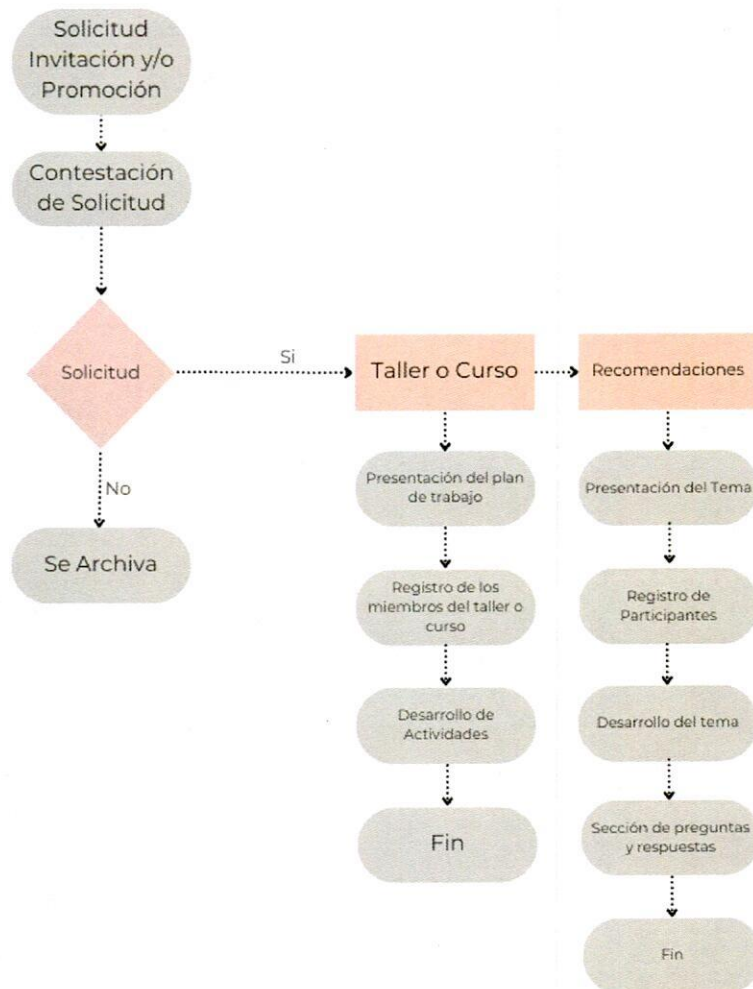 Solicitud
Invitación y/o
Promoción
Contestación
de Solicitud
Solicitud
Si
No
Se Archiva
Taller o Curso
Presentación del plan
de trabajo
Registro de los
miembros del taller o
curso
Desarrollo de
Actividades
Fin
Recomendaciones
Presentación del Tema
Registro de
Participantes
Desarrollo del tema
Sección de preguntas
y respuestas
Fin